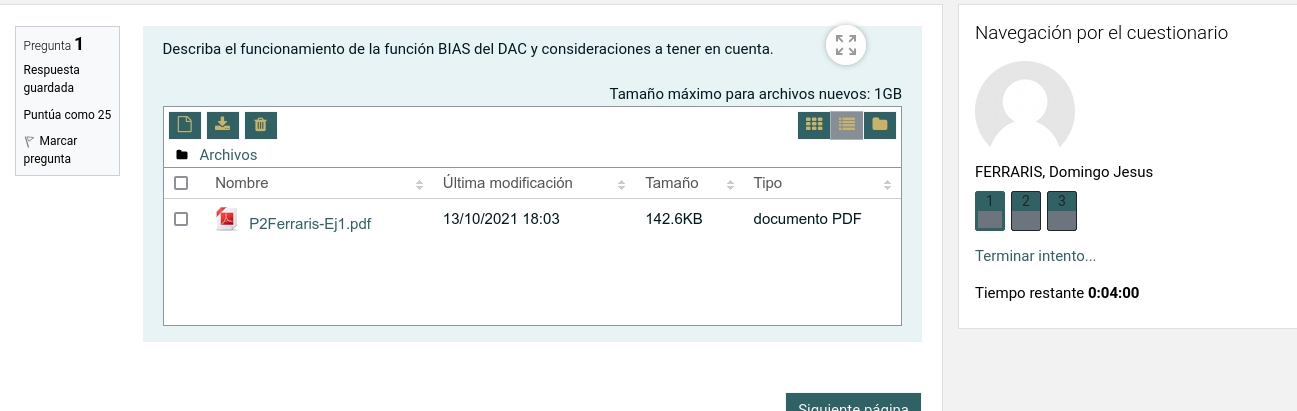 Pregunta 1
Respuesta
guardada
Puntúa como 25
Marcar
pregunta
Describa el funcionamiento de la función BIAS del DAC y consideraciones a tener en cuenta.
Tamaño máximo para archivos nuevos: 1GB
Archivos
Nombre Última modificación Tamaño Tipo
P2Ferraris-Ej1.pdf 13/10/2021 18:03 142.6KB documento PDF
Siguiente página
Navegación por el cuestionario
FERRARIS, Domingo Jesus
1 2 3
Terminar intento...
Tiempo restante 0:04:00